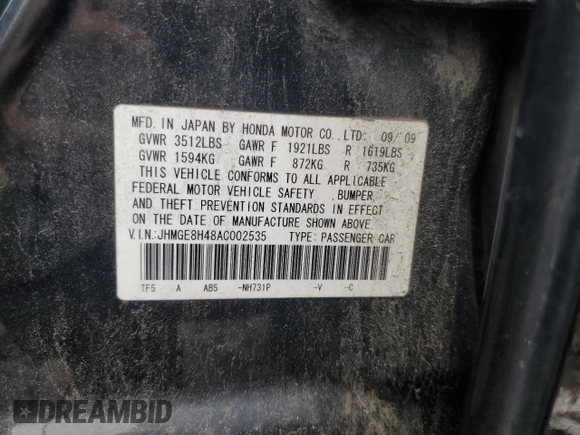 MFD. IN JAPAN BY HONDA MOTOR CO., LTD: 09/09
GVWR 3512LBS GAWR F 1921LBS R 1619LBS
GVWR 1594KG GAWR F 872KG R 735KG
THIS VEHICLE CONFORMS TO ALL APPLICABLE
FEDERAL MOTOR VEHICLE SAFETY , BUMPER,
AND THEFT PREVENTION STANDARDS IN EFFECT
ON THE DATE OF MANUFACTURE SHOWN ABOVE.
V.I.N.:JHMGE8H48AC002535 TYPE: PASSENGER CAR
TF5 A AB5 -NH731P -V -C
DREAMBID